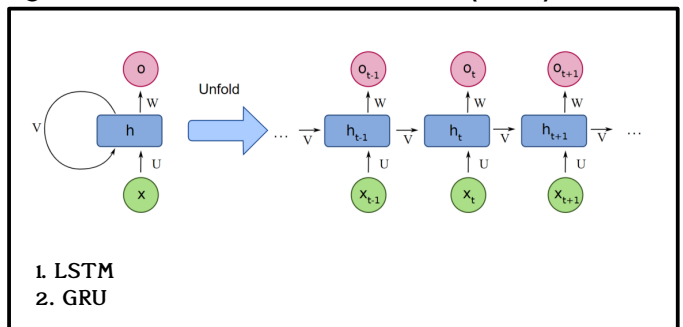 o
W
Unfold
V
h
U
x
o_{t-1}
o_t
o_{t+1}
W
W
W
...
V
h_{t-1}
V
h_t
V
h_{t+1}
V
...
U
U
U
x_{t-1}
x_t
x_{t+1}
1. LSTM
2. GRU